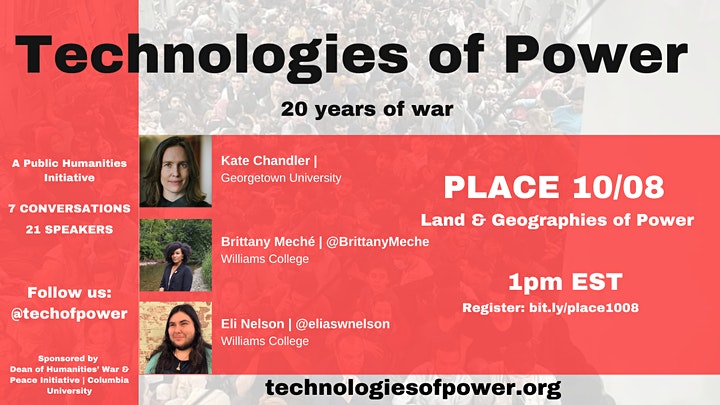 Technologies of Power
20 years of war
A Public Humanities
Initiative
7 CONVERSATIONS
21 SPEAKERS
Follow us:
@techofpower
Sponsored by
Dean of Humanities' War &
Peace Initiative | Columbia
University
Kate Chandler |
Georgetown University
Brittany Meché | @BrittanyMeche
Williams College
Eli Nelson | @eliaswnelson
Williams College
PLACE 10/08
Land & Geographies of Power
1pm EST
Register: bit.ly/place1008
technologiesofpower.org